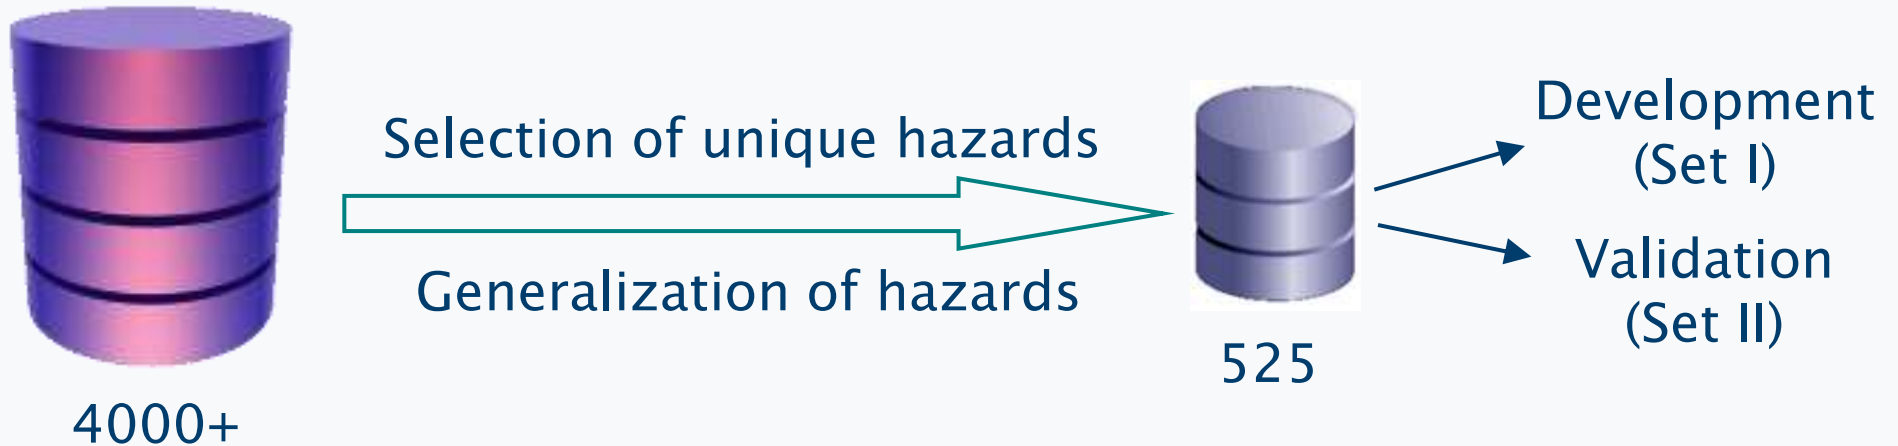 4000+
Selection of unique hazards
Generalization of hazards
525
Development
(Set I)
Validation
(Set II)